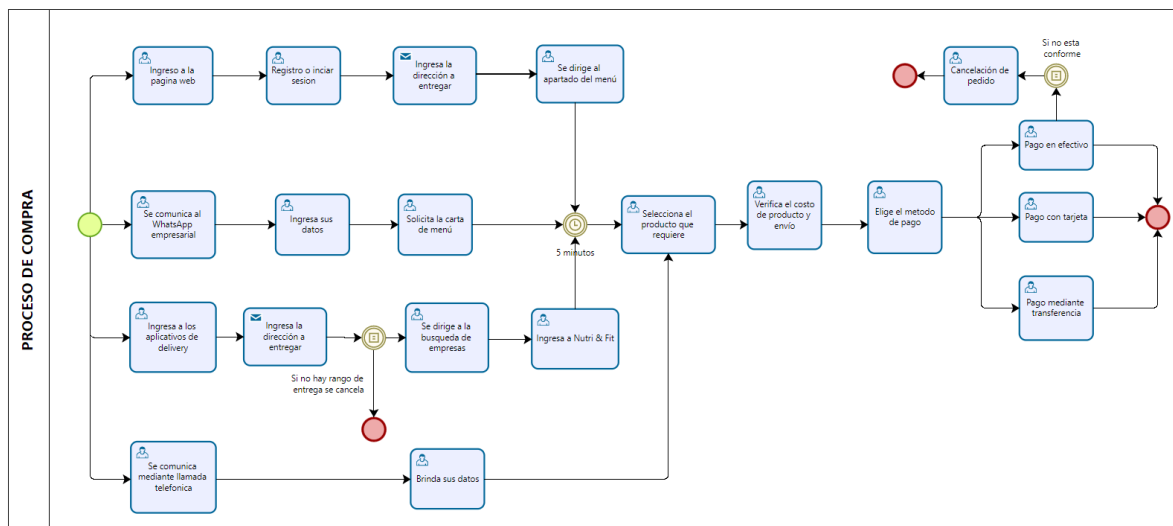 PROCESO DE COMPRA
Ingreso a la
pagina web
Registro o inciar
sesion
Ingresa la
dirección a
entregar
Se dirige al
apartado del menú
Si no esta
conforme
Cancelación de
pedido
Pago en efectivo
Se comunica al
WhatsApp
empresarial
Ingresa sus
datos
Solicita la carta
de menú
5 minutos
Selecciona el
producto que
requiere
Verifica el costo
de producto y
envío
Elige el metodo
de pago
Pago con tarjeta
Pago mediante
transferencia
Ingresa a los
aplicativos de
delivery
Ingresa la
dirección a
entregar
Si no hay rango de
entrega se cancela
Se dirige a la
busqueda de
empresas
Ingresa a Nutri & Fit
Se comunica
mediante llamada
telefonica
Brinda sus datos